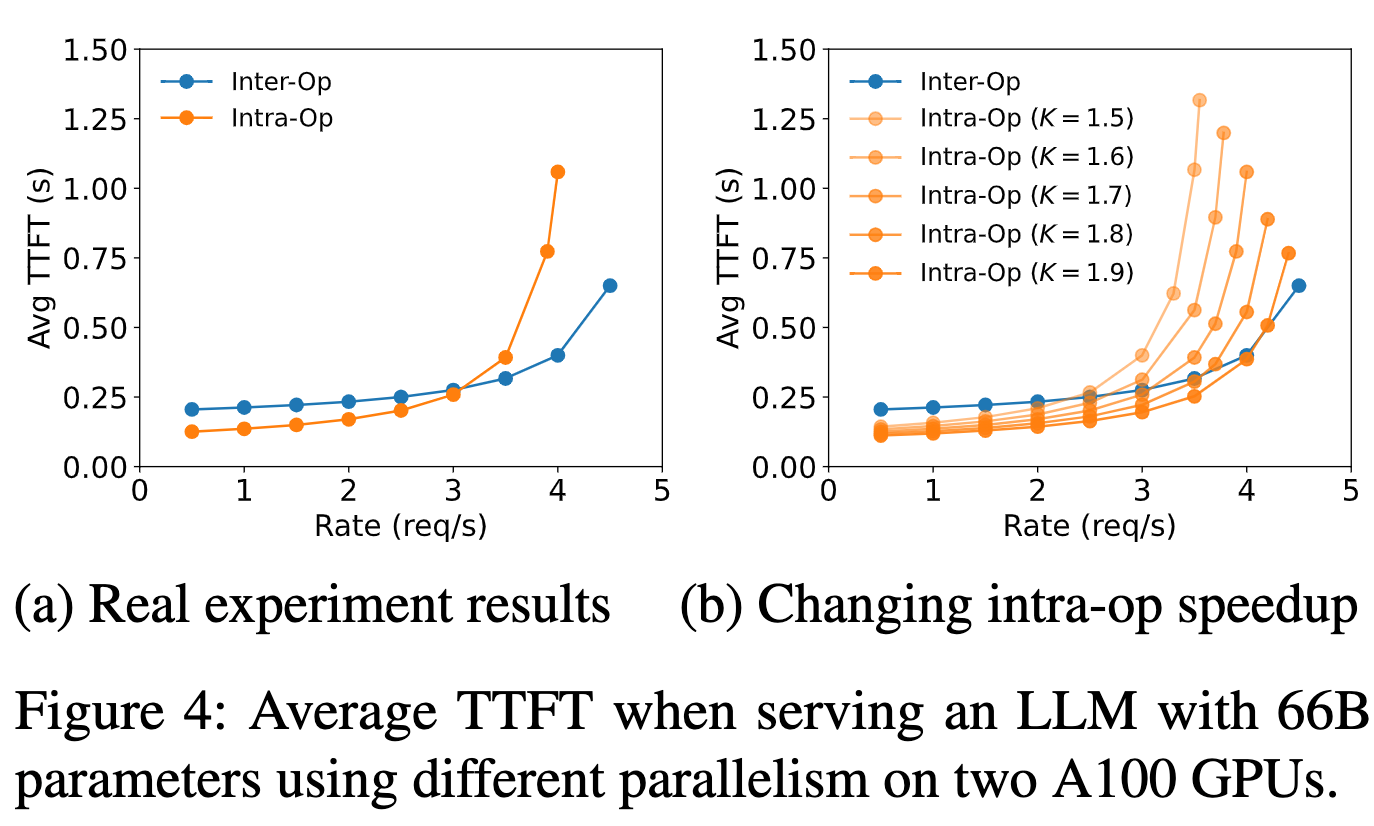 1.50
1.25
1.00
0.75
0.50
0.25
0.00
Avg TTFT (s)
Inter-Op
Intra-Op
0 1 2 3 4 5
Rate (req/s)
1.50
1.25
1.00
0.75
0.50
0.25
0.00
Avg TTFT (s)
Inter-Op
Intra-Op (K = 1.5)
Intra-Op (K = 1.6)
Intra-Op (K = 1.7)
Intra-Op (K = 1.8)
Intra-Op (K = 1.9)
0 1 2 3 4 5
Rate (req/s)
(a) Real experiment results
(b) Changing intra-op speedup
Figure 4: Average TTFT when serving an LLM with 66B
parameters using different parallelism on two A100 GPUs.